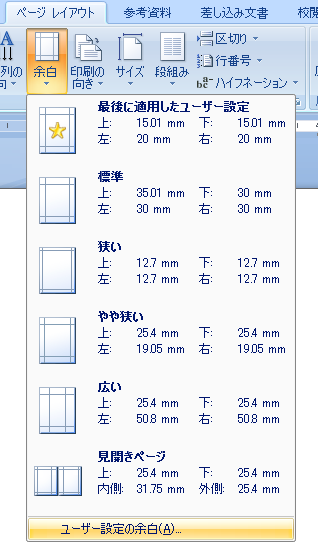 ページ レイアウト 参考資料 差し込み文書 校閲
列の 余白 印刷の向き サイズ 段組み 区切り
行番号
ハイフネーション
最後に適用したユーザー設定
上: 15.01 mm 下: 15.01 mm
左: 20 mm 右: 20 mm
標準
上: 35.01 mm 下: 30 mm
左: 30 mm 右: 30 mm
狭い
上: 12.7 mm 下: 12.7 mm
左: 12.7 mm 右: 12.7 mm
やや狭い
上: 25.4 mm 下: 25.4 mm
左: 19.05 mm 右: 19.05 mm
広い
上: 25.4 mm 下: 25.4 mm
左: 50.8 mm 右: 50.8 mm
見開きページ
上: 25.4 mm 下: 25.4 mm
内側: 31.75 mm 外側: 25.4 mm
ユーザー設定の余白(A)...